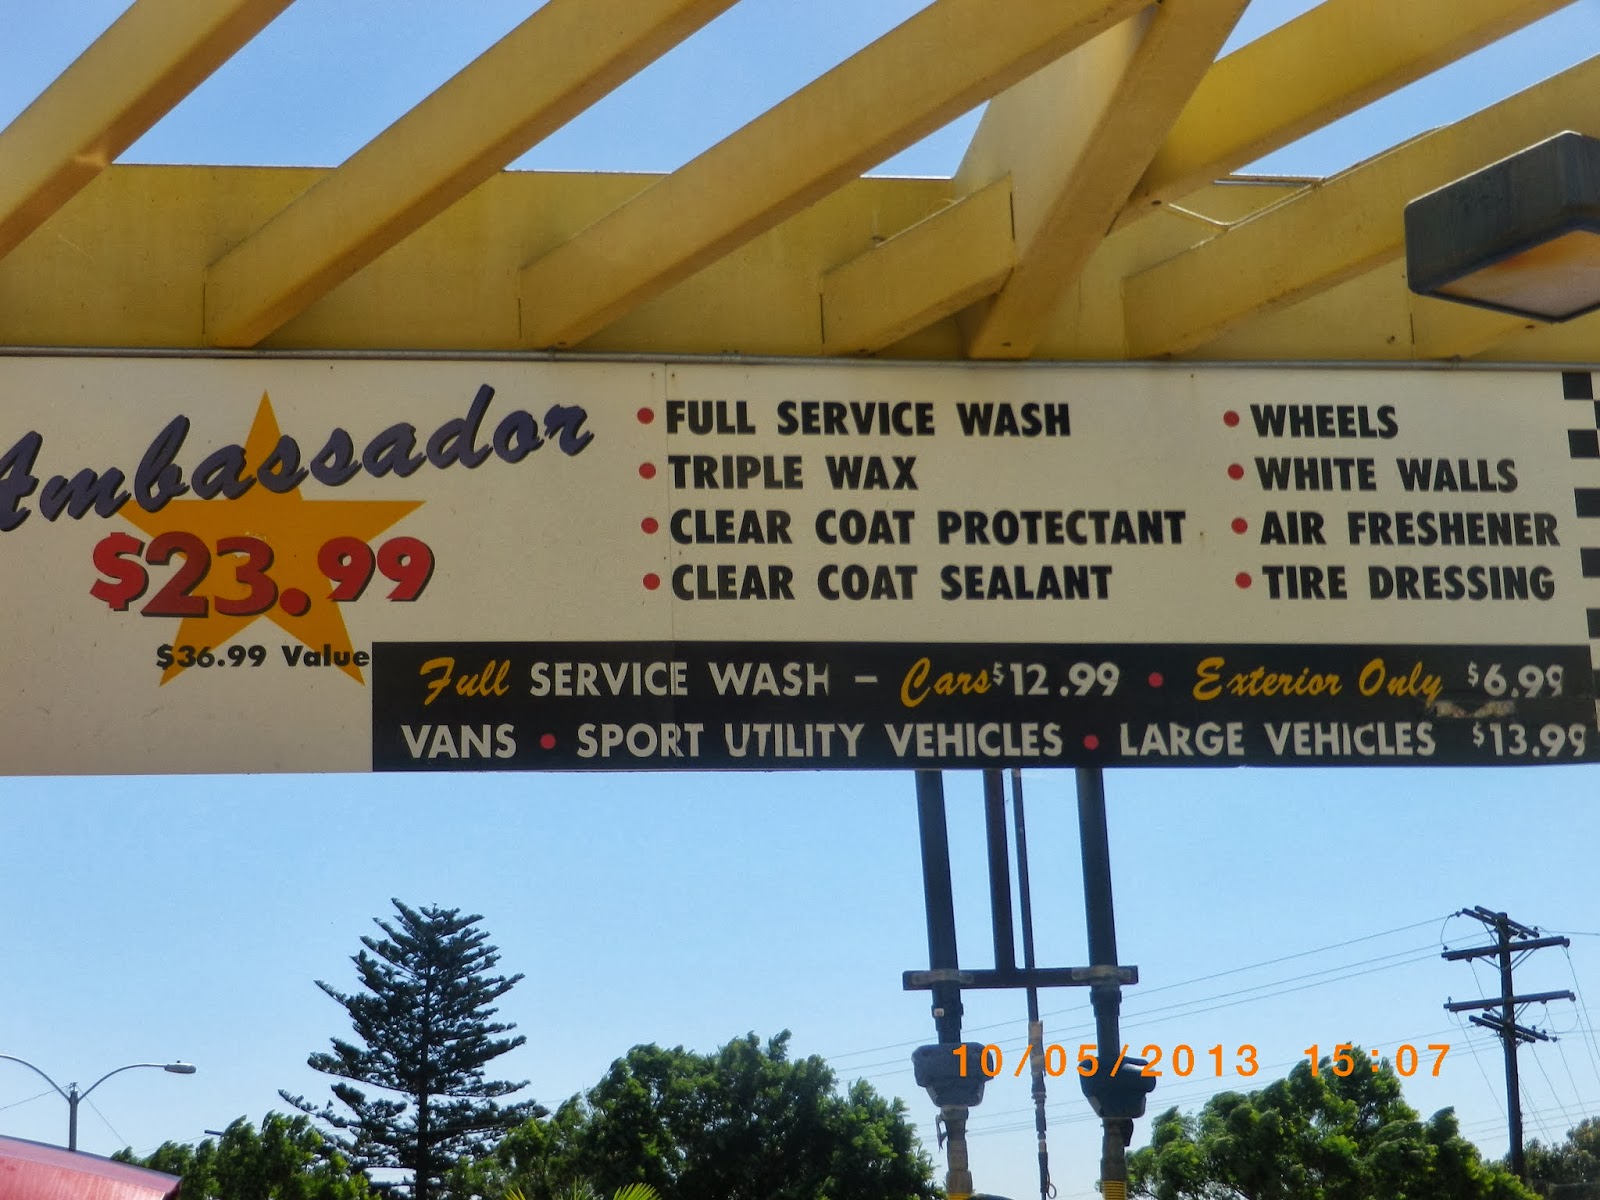 Ambassador
$23.99
$36.99 Value
• FULL SERVICE WASH
• TRIPLE WAX
• CLEAR COAT PROTECTANT
• CLEAR COAT SEALANT
• WHEELS
• WHITE WALLS
• AIR FRESHENER
• TIRE DRESSING
Full SERVICE WASH – Cars $12.99 • Exterior Only $6.99
VANS • SPORT UTILITY VEHICLES • LARGE VEHICLES $13.99
10/05/2013 15:07